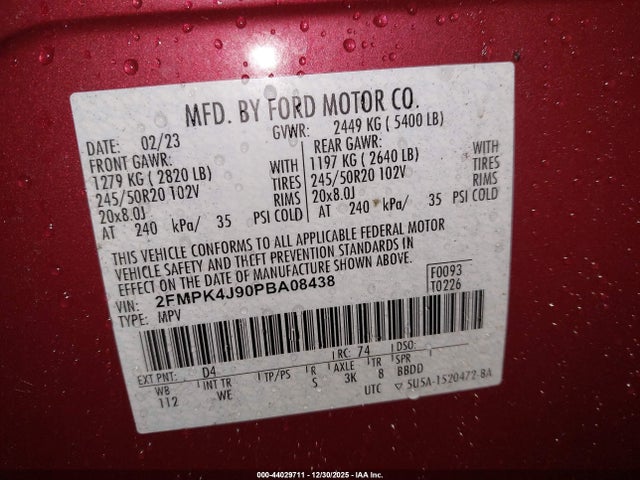 MFD. BY FORD MOTOR CO.
DATE: 02/23 GVWR: 2449 KG ( 5400 LB)
FRONT GAWR: REAR GAWR:
1279 KG ( 2820 LB) WITH 1197 KG ( 2640 LB) WITH
245/50R20 102V TIRES 245/50R20 102V TIRES
20x8.0J RIMS 20x8.0J RIMS
AT 240 kPa/ 35 PSI COLD AT 240 kPa/ 35 PSI COLD
THIS VEHICLE CONFORMS TO ALL APPLICABLE FEDERAL MOTOR
VEHICLE SAFETY AND THEFT PREVENTION STANDARDS IN
EFFECT ON THE DATE OF MANUFACTURE SHOWN ABOVE.
VIN: 2FMPK4J90PBA08438 F0093
TYPE: MPV T0226
EXT PNT: D4 RC: 74 DSO:
WB INT TR TP/PS R AXLE TR SPR
112 WE S 3K 8 BBDD
UTC ▽ 5U5A-1520472-BA
000-44029711 - 12/30/2025 - IAA Inc.